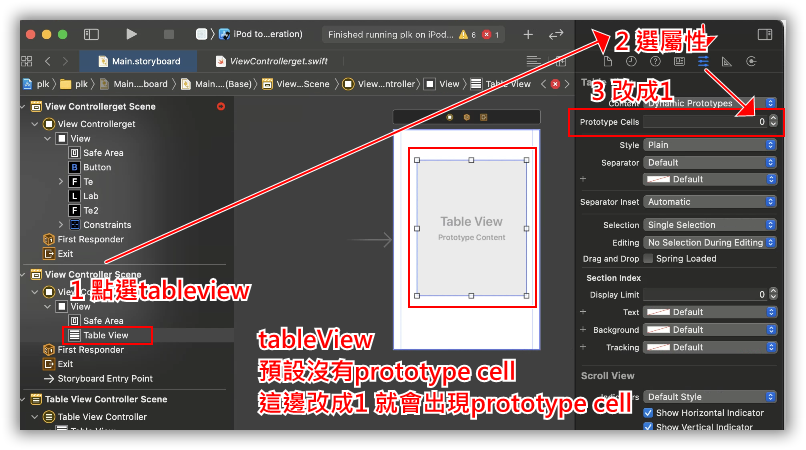 iPod to...eration)
Finished running plk on iPod...
6
1
2 選屬性
Main.storyboard
ViewControllerget.swift
plk
plk
Main....board
Main....(Base)
View...Scene
View...ntroller
View
Table View
View Controllerget Scene
View Controllerget
View
Safe Area
B Button
F Te
L Lab
F Te2
Constraints
First Responder
Exit
View Controller Scene
1 點選tableview
View
Safe Area
Table View
First Responder
Exit
Storyboard Entry Point
Table View Controller Scene
Table View Controller
Table View
Table View
Prototype Content
tableView
預設沒有prototype cell
這邊改成1 就會出現prototype cell
3 改成1
Content Dynamic Prototypes
Prototype Cells 0
Style Plain
Separator Default
Default
Separator Inset Automatic
Selection Single Selection
Editing No Selection During Editing
Drag and Drop Spring Loaded
Section Index
Display Limit 0
Text Default
Background Default
Tracking Default
Scroll View
Indicators Default Style
Show Horizontal Indicator
Show Vertical Indicator